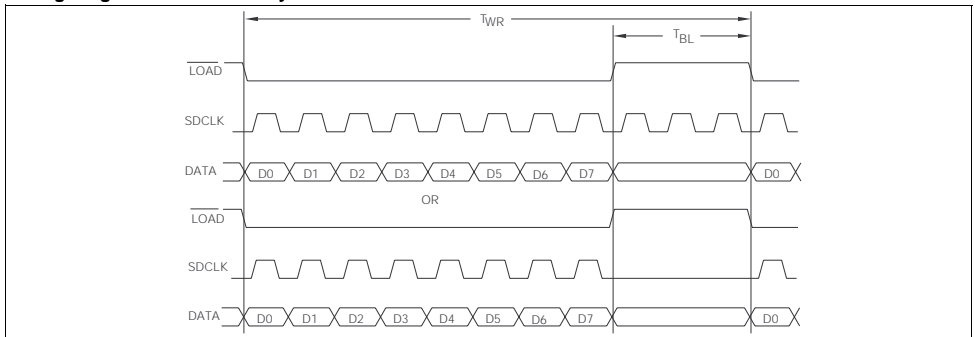 TWR
TBL
LOAD
SDCLK
DATA D0 D1 D2 D3 D4 D5 D6 D7 D0
OR
LOAD
SDCLK
DATA D0 D1 D2 D3 D4 D5 D6 D7 D0